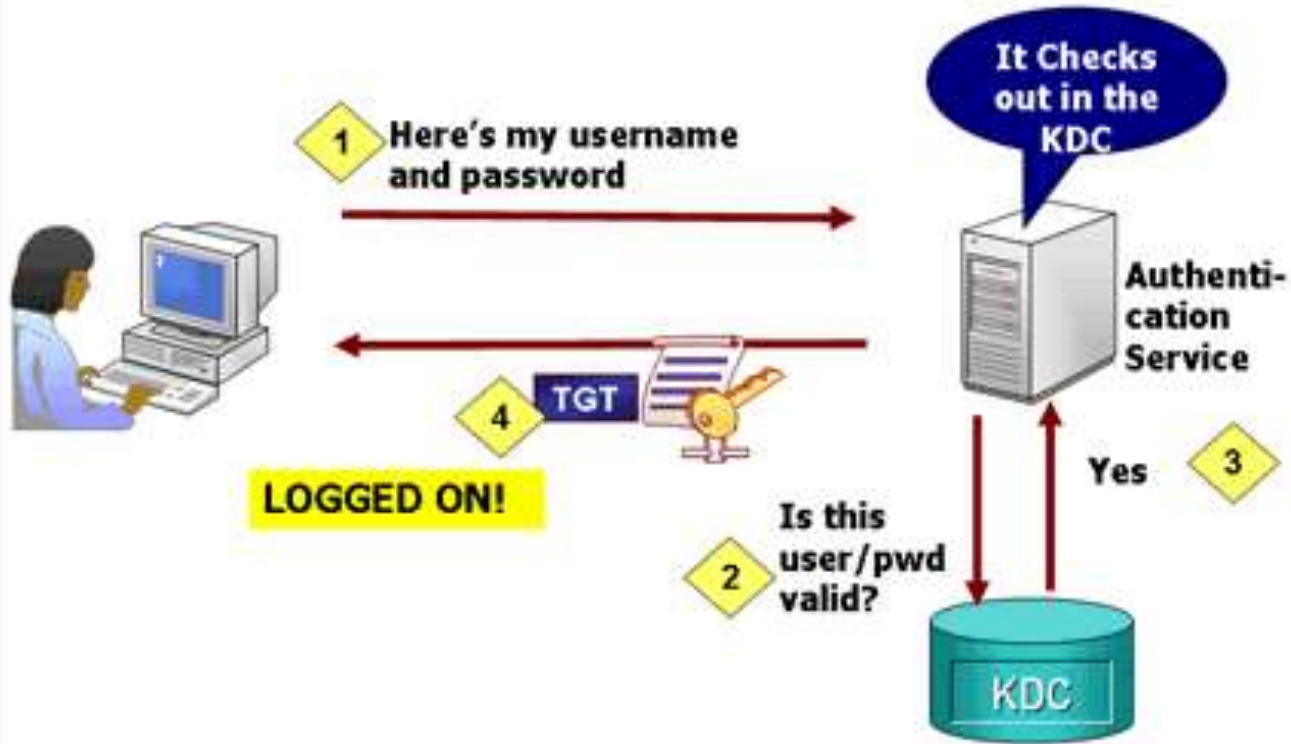 It Checks
out in the
KDC
1
Here's my username
and password
Authenti-
cation
Service
4
TGT
LOGGED ON!
Yes
3
2
Is this
user/pwd
valid?
KDC